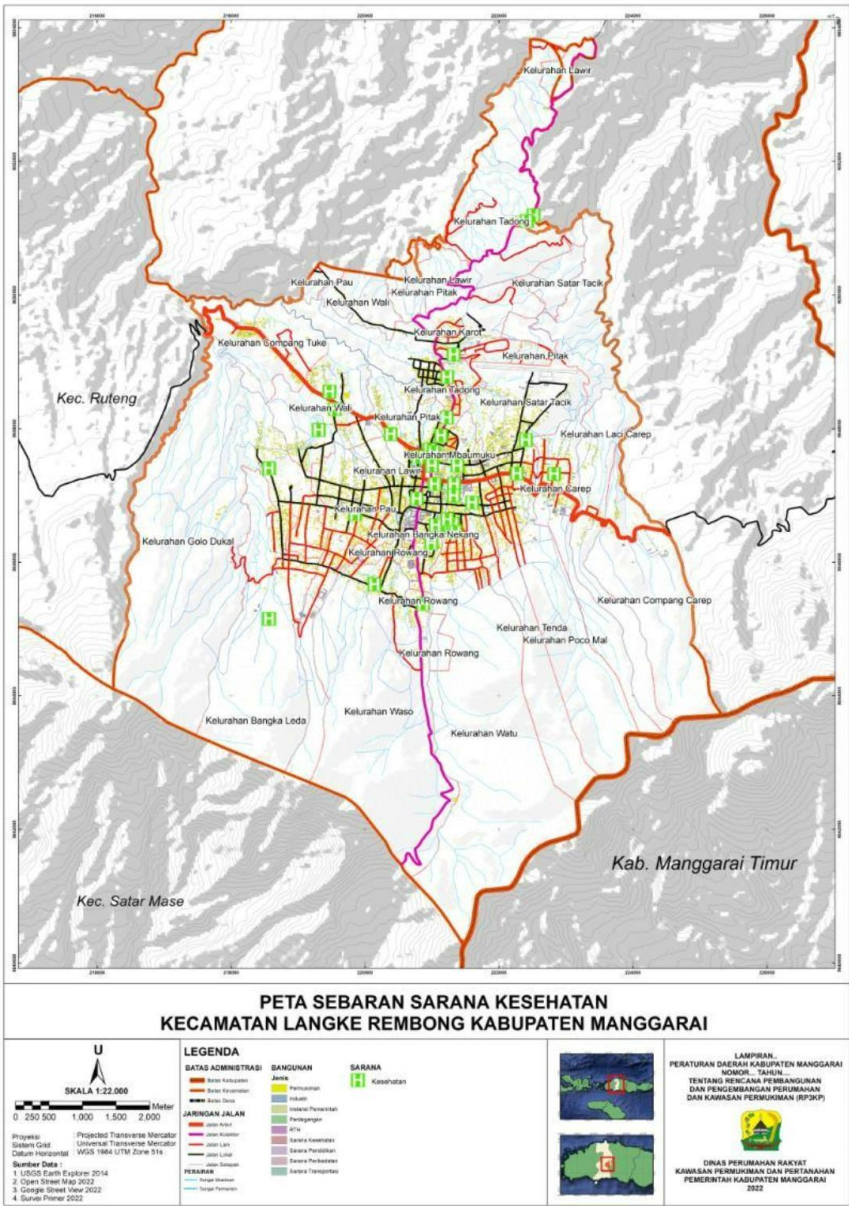 Kelurahan Lawir
Kelurahan Tadong
Kelurahan Pau
Kelurahan Lawir
Kelurahan Satar Tacik
Kelurahan Pitak
Kelurahan Wali
Kelurahan Karot
Kelurahan Compang Tuke
Kelurahan Pitak
Kec. Ruteng
Kelurahan Tadong
Kelurahan Wali
Kelurahan Satar Tacik
Kelurahan Pitak
Kelurahan Laci Carep
Kelurahan Mbaumuku
Kelurahan Lawir
Kelurahan Carep
Kelurahan Pau
Kelurahan Bangka Nekang
Kelurahan Golo Dukal
Kelurahan Rowang
Kelurahan Rowang
Kelurahan Compang Carep
Kelurahan Tenda
Kelurahan Poco Mal
Kelurahan Rowang
Kelurahan Waso
Kelurahan Bangka Leda
Kelurahan Watu
Kab. Manggarai Timur
Kec. Satar Mase
PETA SEBARAN SARANA KESEHATAN
KECAMATAN LANGKE REMBONG KABUPATEN MANGGARAI
U
SKALA 1:22.000
0 250 500 1,000 1,500 2,000 Meter
Proyeksi : Projected Transverse Mercator
Sistem Grid : Universal Transverse Mercator
Datum Horizontal : WGS 1984 UTM Zone 51s
Sumber Data :
1. USGS Earth Explorer 2014
2. Open Street Map 2022
3. Google Street View 2022
4. Survei Primer 2022
LEGENDA
BATAS ADMINISTRASI
Batas Kabupaten
Batas Kecamatan
Batas Desa
JARINGAN JALAN
Jalan Arteri
Jalan Kolektor
Jalan Lain
Jalan Lokal
Jalan Setapak
PERAIRAN
BANGUNAN
Jenis
Permukiman
Industri
Instansi Pemerintah
Perdagangan
RTH
Sarana Kesehatan
Sarana Pendidikan
Sarana Peribadatan
Sarana Transportasi
SARANA
H Kesehatan
LAMPIRAN..
PERATURAN DAERAH KABUPATEN MANGGARAI
NOMOR... TAHUN....
TENTANG RENCANA PEMBANGUNAN
DAN PENGEMBANGAN PERUMAHAN
DAN KAWASAN PERMUKIMAN (RP3KP)
DINAS PERUMAHAN RAKYAT
KAWASAN PERMUKIMAN DAN PERTANAHAN
PEMERINTAH KABUPATEN MANGGARAI
2022